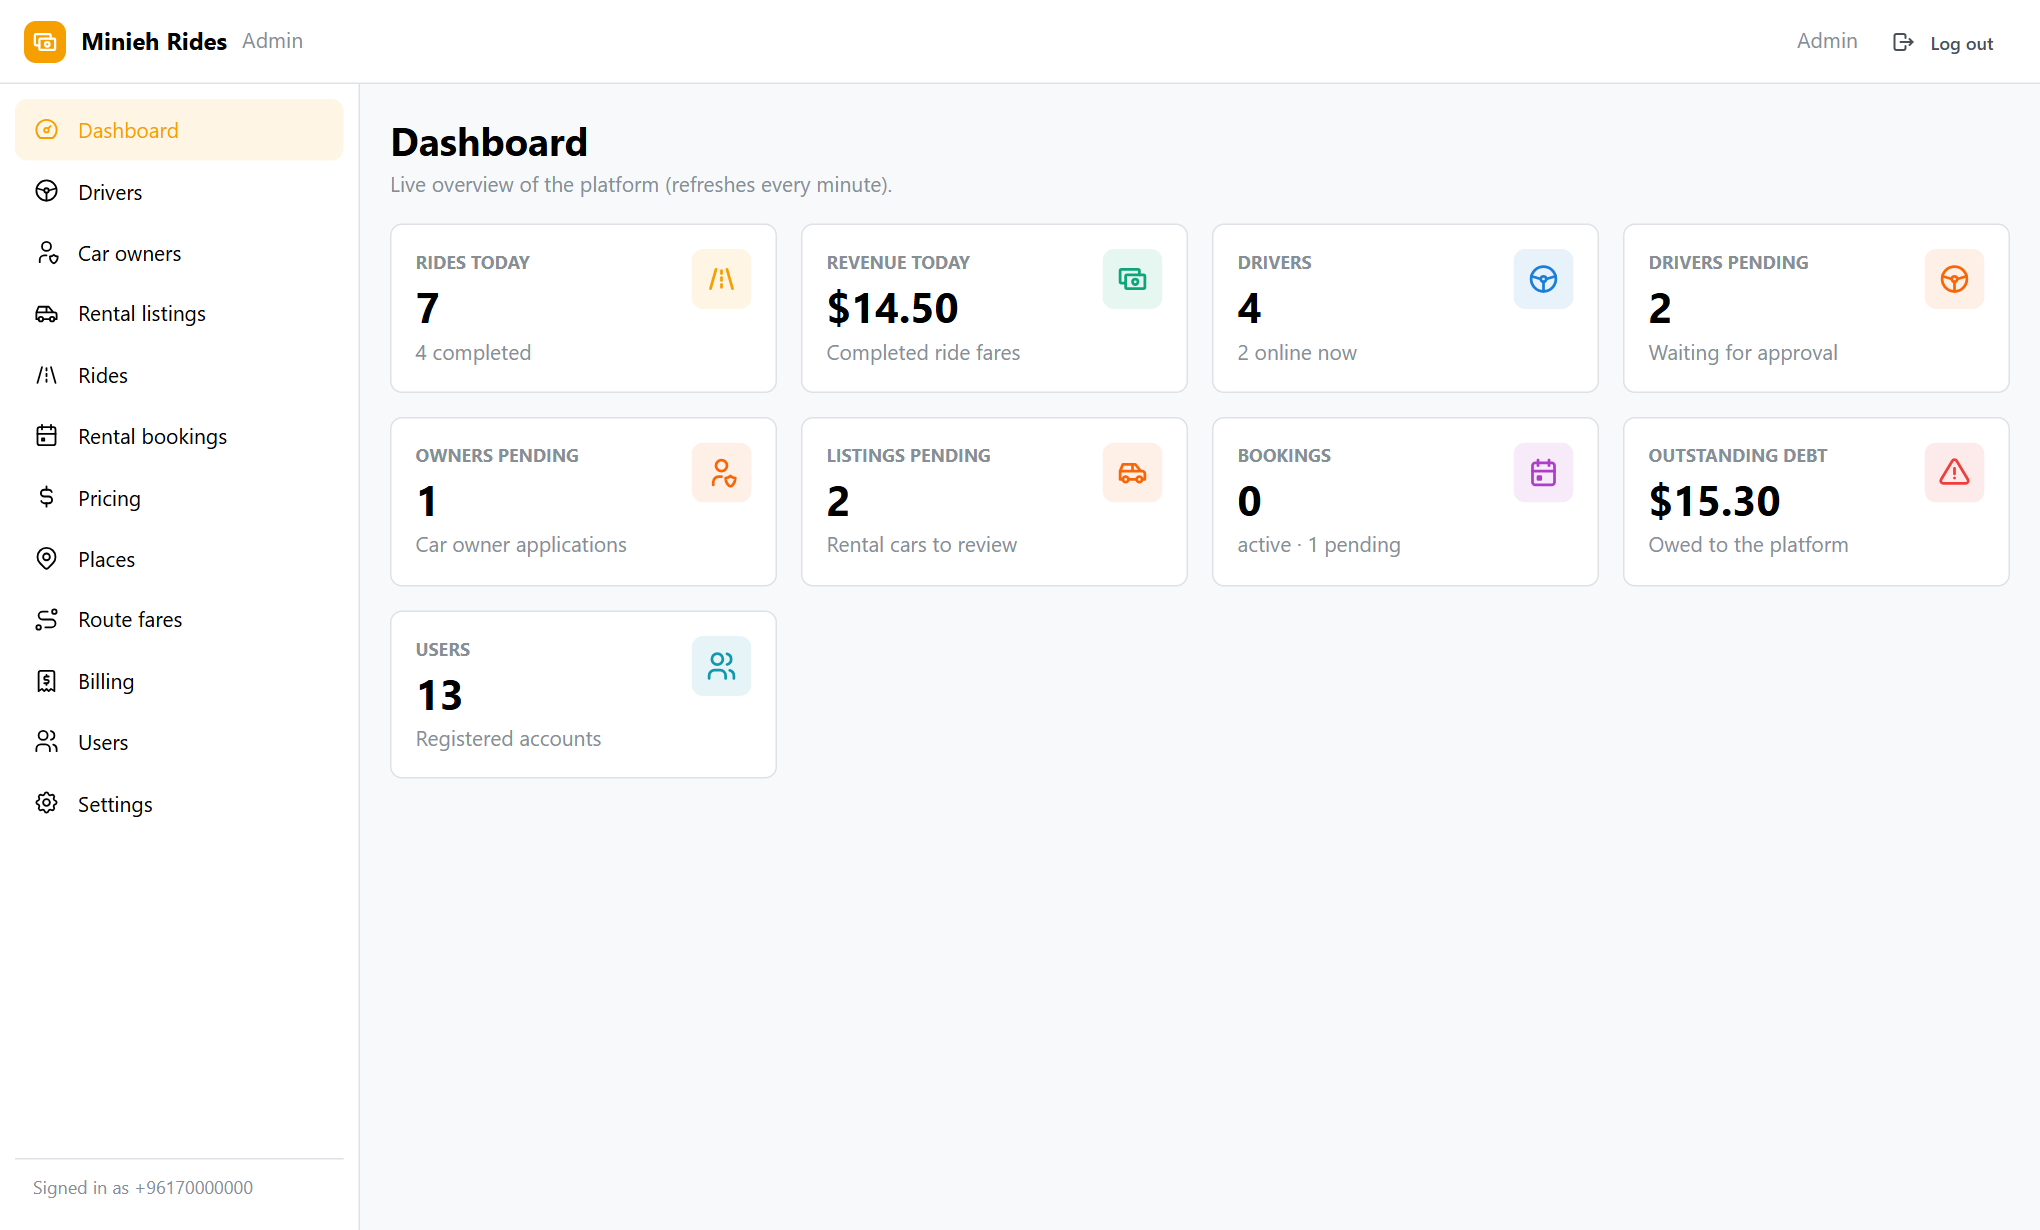 Minieh Rides Admin
Admin
Log out
Dashboard
Drivers
Car owners
Rental listings
Rides
Rental bookings
Pricing
Places
Route fares
Billing
Users
Settings
Signed in as +96170000000
Dashboard
Live overview of the platform (refreshes every minute).
RIDES TODAY
7
4 completed
REVENUE TODAY
$14.50
Completed ride fares
DRIVERS
4
2 online now
DRIVERS PENDING
2
Waiting for approval
OWNERS PENDING
1
Car owner applications
LISTINGS PENDING
2
Rental cars to review
BOOKINGS
0
active · 1 pending
OUTSTANDING DEBT
$15.30
Owed to the platform
USERS
13
Registered accounts